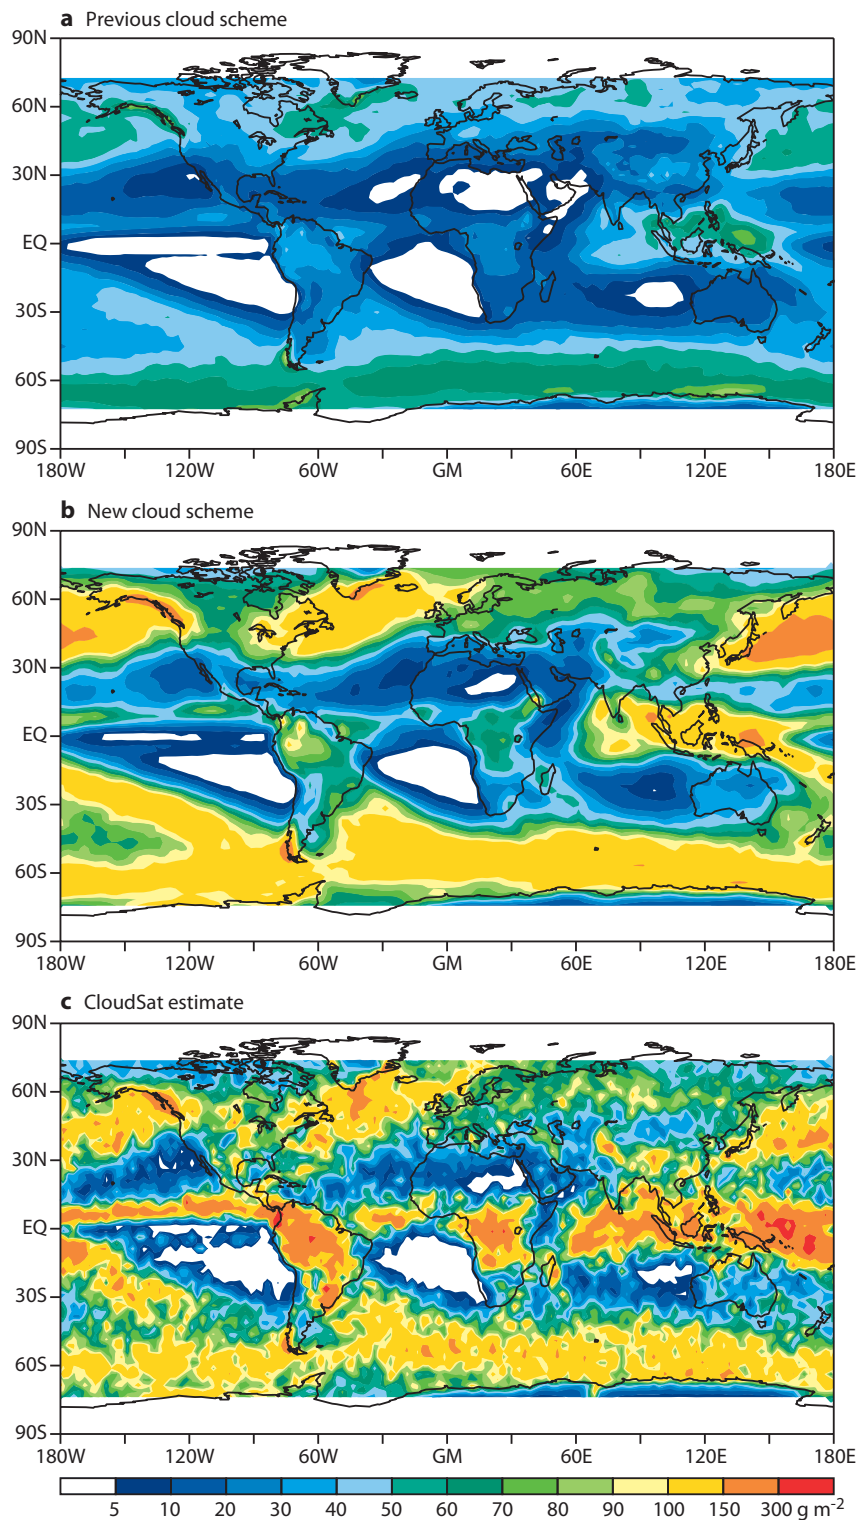 a Previous cloud scheme
90N
60N
30N
EQ
30S
60S
90S
180W 120W 60W GM 60E 120E 180E
b New cloud scheme
90N
60N
30N
EQ
30S
60S
90S
180W 120W 60W GM 60E 120E 180E
c CloudSat estimate
90N
60N
30N
EQ
30S
60S
90S
180W 120W 60W GM 60E 120E 180E
5 10 20 30 40 50 60 70 80 90 100 150 300 g m⁻²